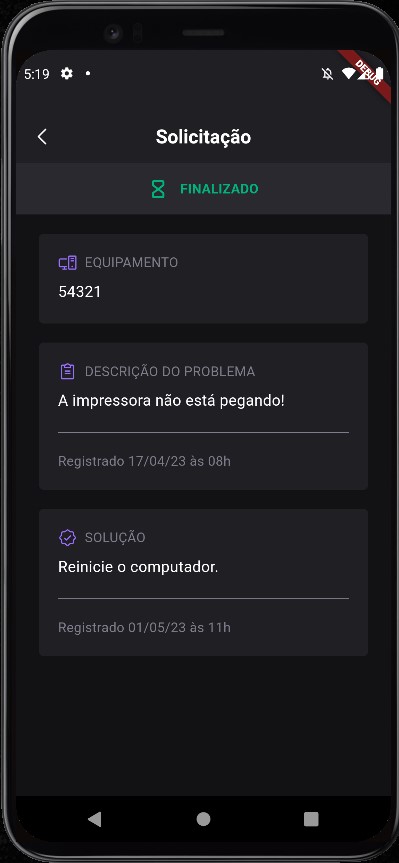 5:19
DEBUG
Solicitação
FINALIZADO
EQUIPAMENTO
54321
DESCRIÇÃO DO PROBLEMA
A impressora não está pegando!
Registrado 17/04/23 às 08h
SOLUÇÃO
Reinicie o computador.
Registrado 01/05/23 às 11h